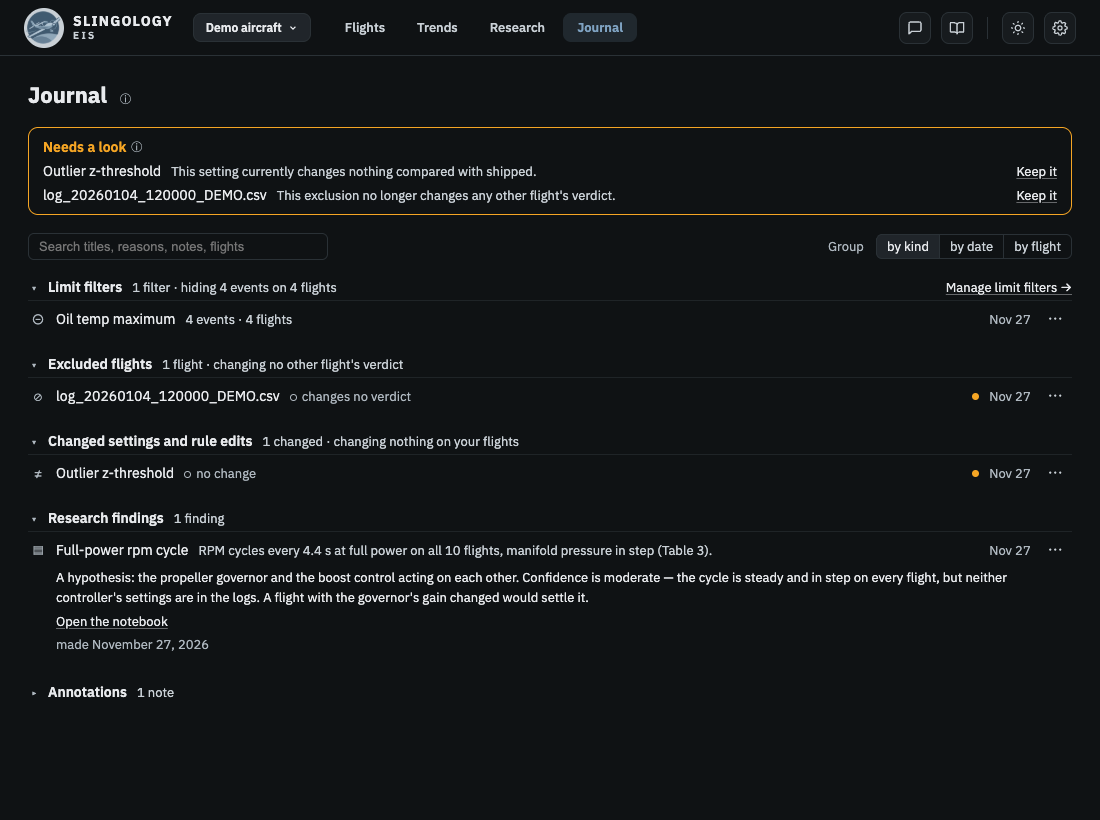 SLINGOLOGY
EIS
Demo aircraft
Flights
Trends
Research
Journal
Journal
Needs a look
Outlier z-threshold This setting currently changes nothing compared with shipped. Keep it
log_20260104_120000_DEMO.csv This exclusion no longer changes any other flight's verdict. Keep it
Search titles, reasons, notes, flights
Group by kind by date by flight
Limit filters 1 filter · hiding 4 events on 4 flights Manage limit filters →
Oil temp maximum 4 events · 4 flights Nov 27 ···
Excluded flights 1 flight · changing no other flight's verdict
log_20260104_120000_DEMO.csv changes no verdict Nov 27 ···
Changed settings and rule edits 1 changed · changing nothing on your flights
≠ Outlier z-threshold no change Nov 27 ···
Research findings 1 finding
Full-power rpm cycle RPM cycles every 4.4 s at full power on all 10 flights, manifold pressure in step (Table 3). Nov 27 ···
A hypothesis: the propeller governor and the boost control acting on each other. Confidence is moderate — the cycle is steady and in step on every flight, but neither
controller's settings are in the logs. A flight with the governor's gain changed would settle it.
Open the notebook
made November 27, 2026
Annotations 1 note